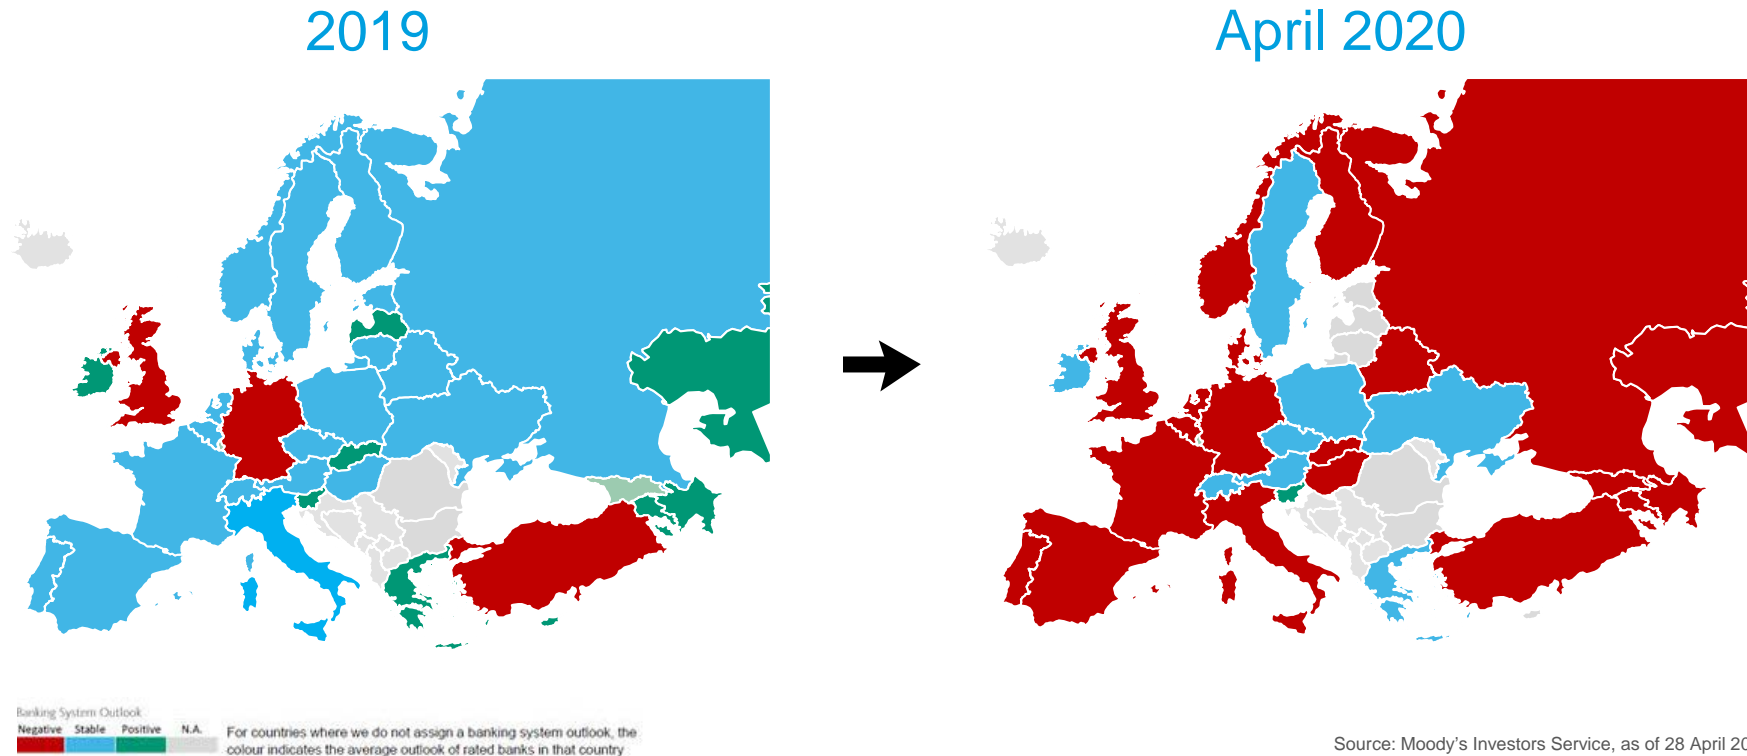 2019
April 2020
Banking System Outlook
Negative Stable Positive N.A.
For countries where we do not assign a banking system outlook, the
colour indicates the average outlook of rated banks in that country
Source: Moody's Investors Service, as of 28 April 20